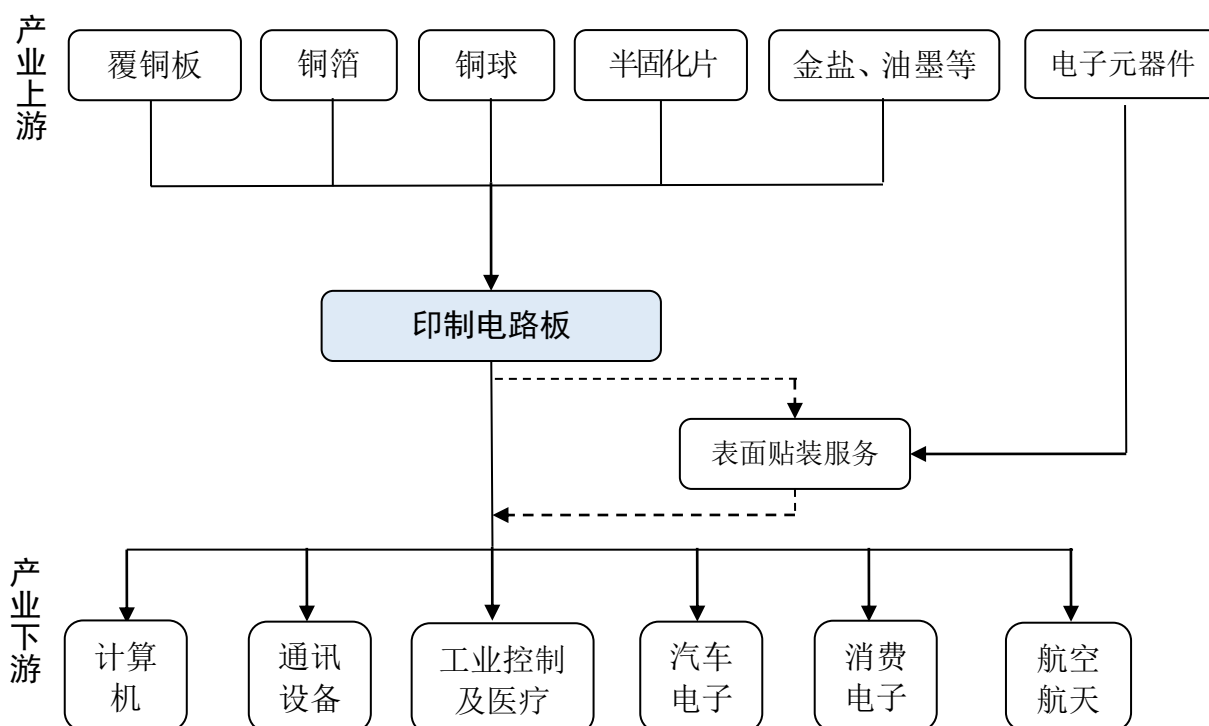 产业上游
覆铜板
铜箔
铜球
半固化片
金盐、油墨等
电子元器件
印制电路板
表面贴装服务
产业下游
计算
机
通讯
设备
工业控制
及医疗
汽车
电子
消费
电子
航空
航天